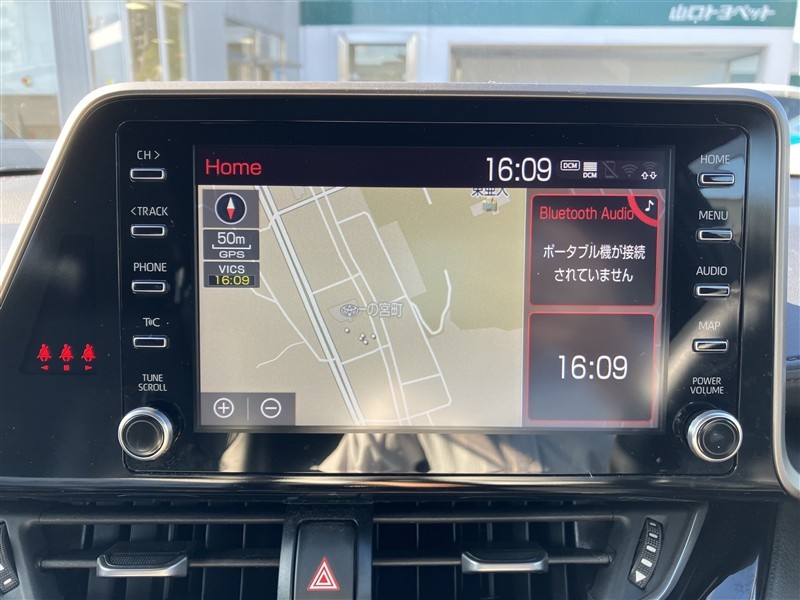 山口トヨペット
CH >
< TRACK
PHONE
T@C
TUNE
SCROLL
Home
16:09
DCM
DCM
50m
GPS
VICS
16:09
一の宮町
Bluetooth Audio
ポータブル機が接続
されていません
16:09
HOME
MENU
AUDIO
MAP
POWER
VOLUME